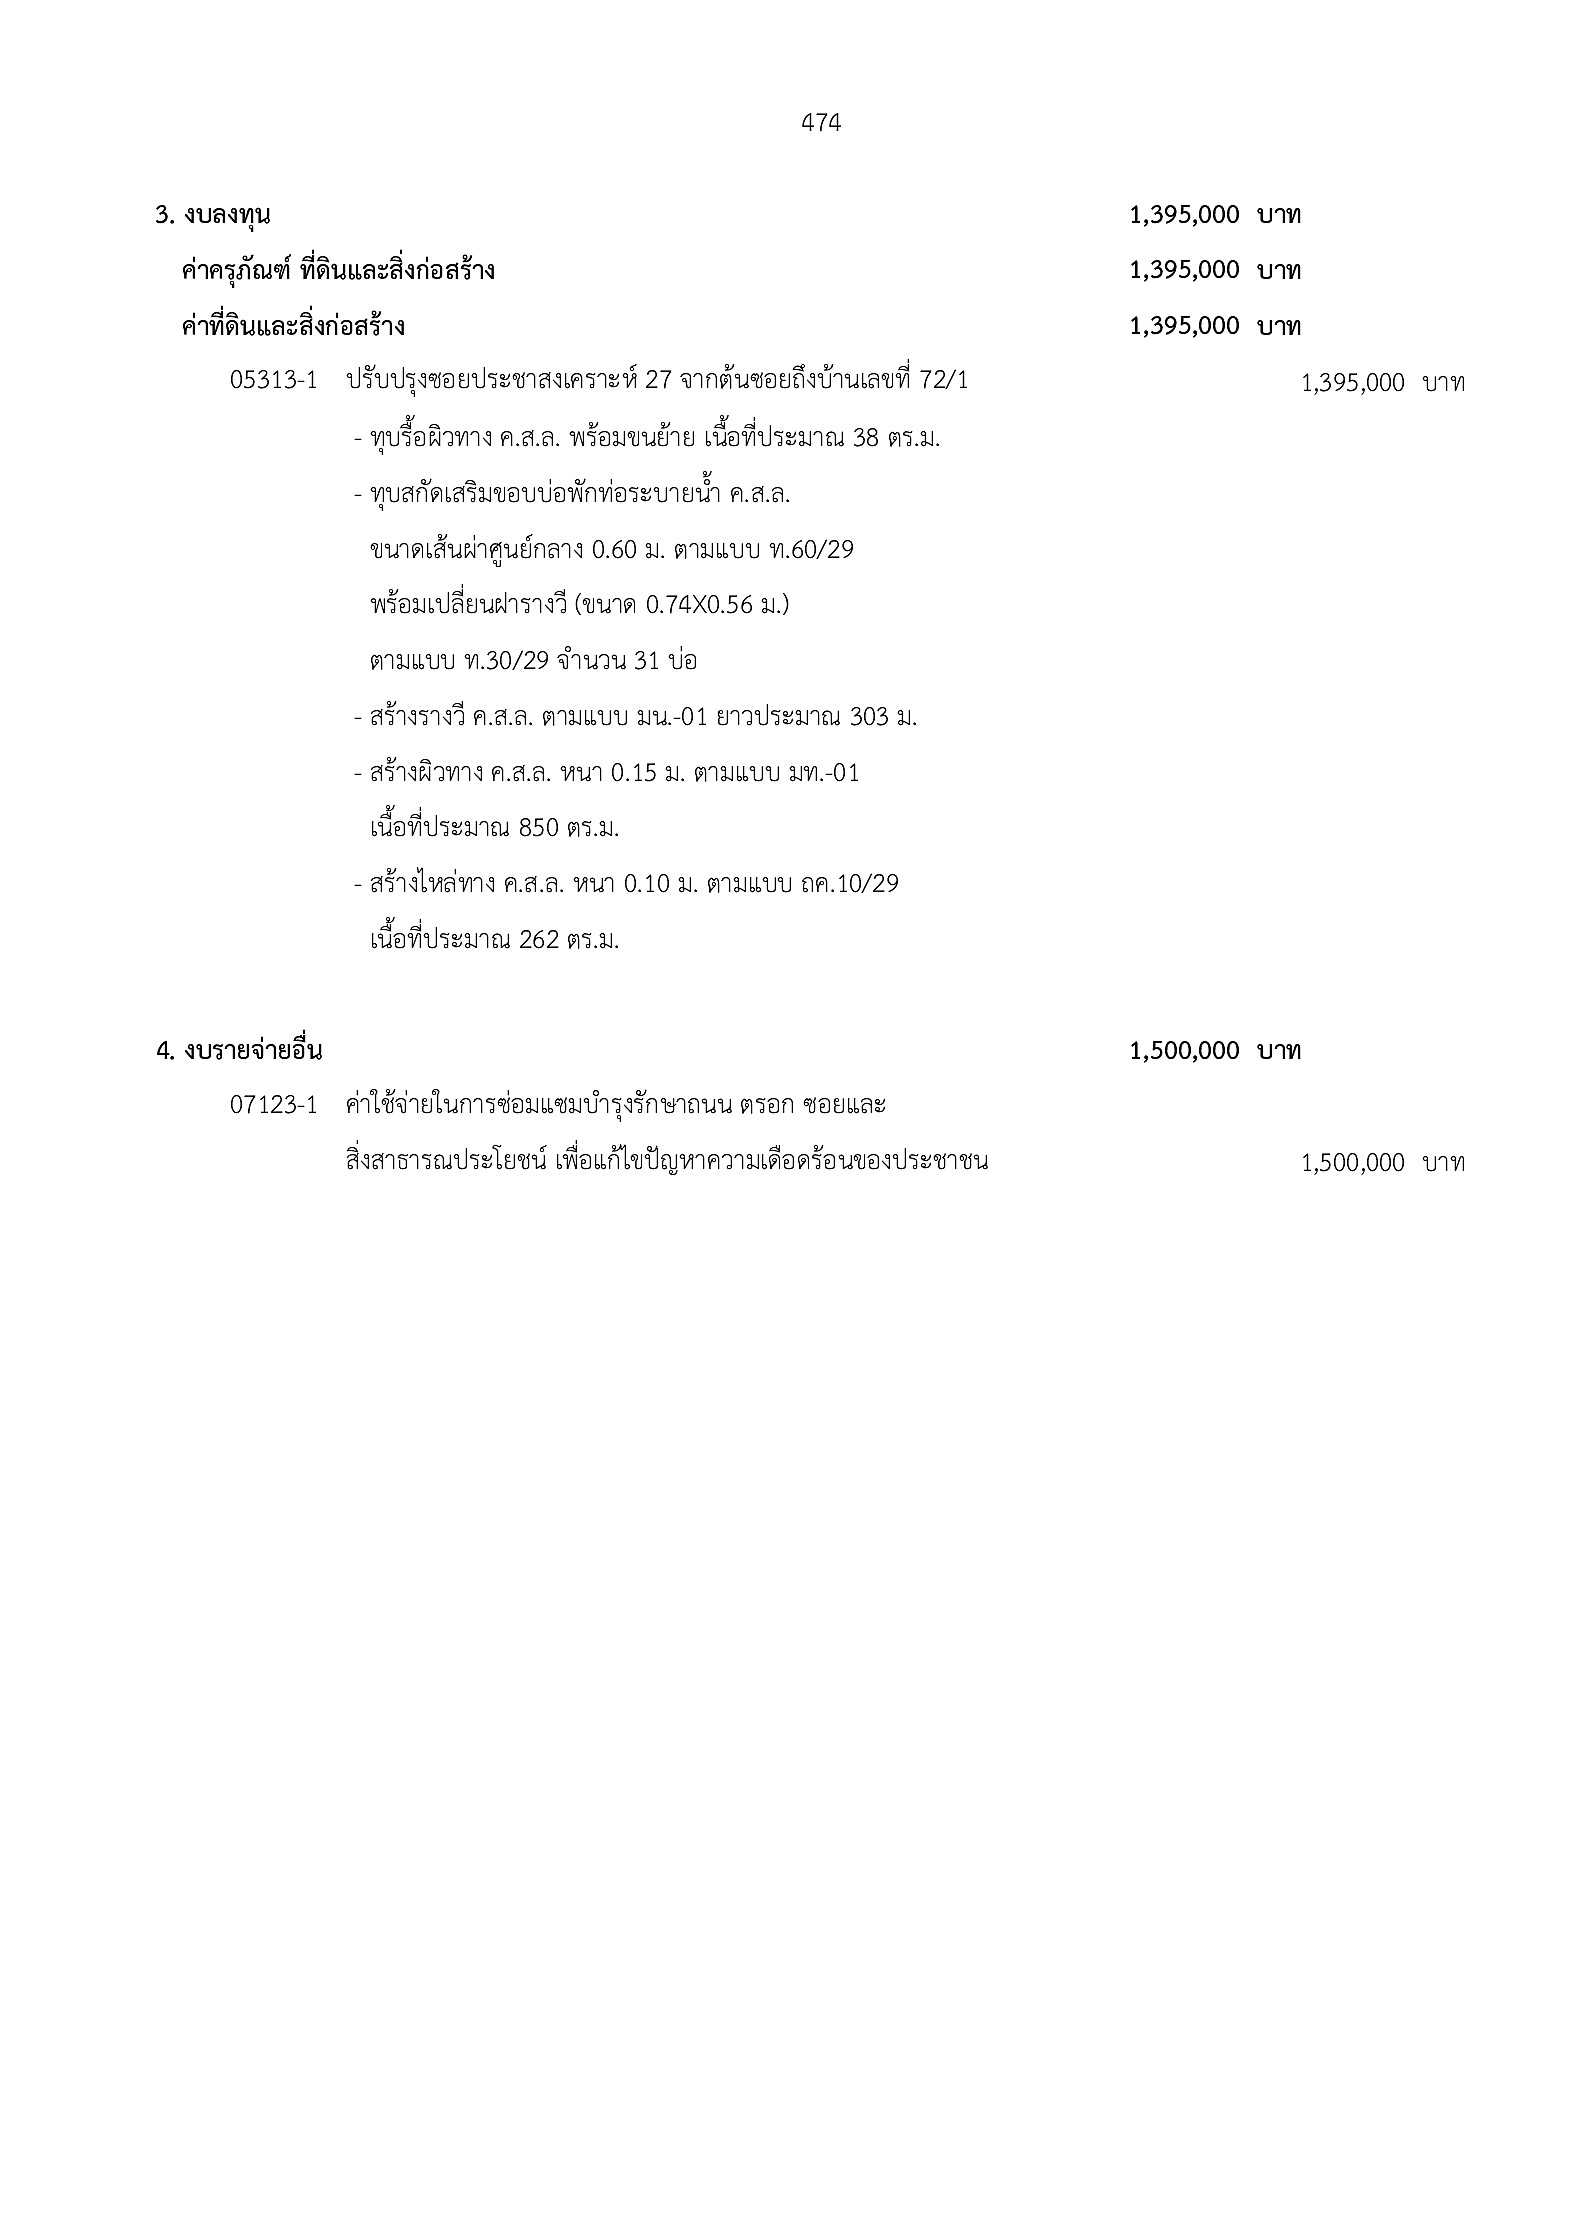 474
3. งบลงทุน 1,395,000 บาท
ค่าครุภัณฑ์ ที่ดินและสิ่งก่อสร้าง 1,395,000 บาท
ค่าที่ดินและสิ่งก่อสร้าง 1,395,000 บาท
05313-1 ปรับปรุงซอยประชาสงเคราะห์ 27 จากต้นซอยถึงบ้านเลขที่ 72/1 1,395,000 บาท
- ทุบรื้อผิวทาง ค.ส.ล. พร้อมขนย้าย เนื้อที่ประมาณ 38 ตร.ม.
- ทุบสกัดเสริมขอบบ่อพักท่อระบายน้ำ ค.ส.ล.
ขนาดเส้นผ่าศูนย์กลาง 0.60 ม. ตามแบบ ท.60/29
พร้อมเปลี่ยนฝารางวี (ขนาด 0.74X0.56 ม.)
ตามแบบ ท.30/29 จำนวน 31 บ่อ
- สร้างรางวี ค.ส.ล. ตามแบบ มน.-01 ยาวประมาณ 303 ม.
- สร้างผิวทาง ค.ส.ล. หนา 0.15 ม. ตามแบบ มท.-01
เนื้อที่ประมาณ 850 ตร.ม.
- สร้างไหล่ทาง ค.ส.ล. หนา 0.10 ม. ตามแบบ ถค.10/29
เนื้อที่ประมาณ 262 ตร.ม.
4. งบรายจ่ายอื่น 1,500,000 บาท
07123-1 ค่าใช้จ่ายในการซ่อมแซมบำรุงรักษาถนน ตรอก ซอยและ
สิ่งสาธารณประโยชน์ เพื่อแก้ไขปัญหาความเดือดร้อนของประชาชน 1,500,000 บาท